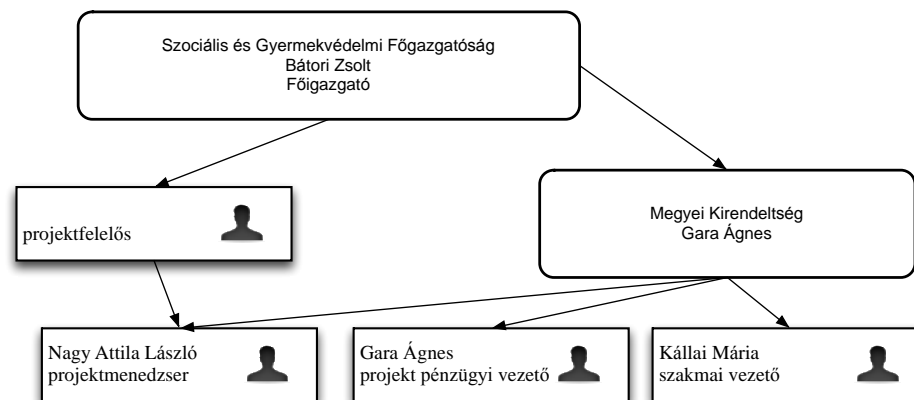 Szociális és Gyermekvédelmi Főgazgatóság
Bátori Zsolt
Főigazgató
projektfelelős
Megyei Kirendeltség
Gara Ágnes
Nagy Attila László
projektmenedzser
Gara Ágnes
projekt pénzügyi vezető
Kállai Mária
szakmai vezető